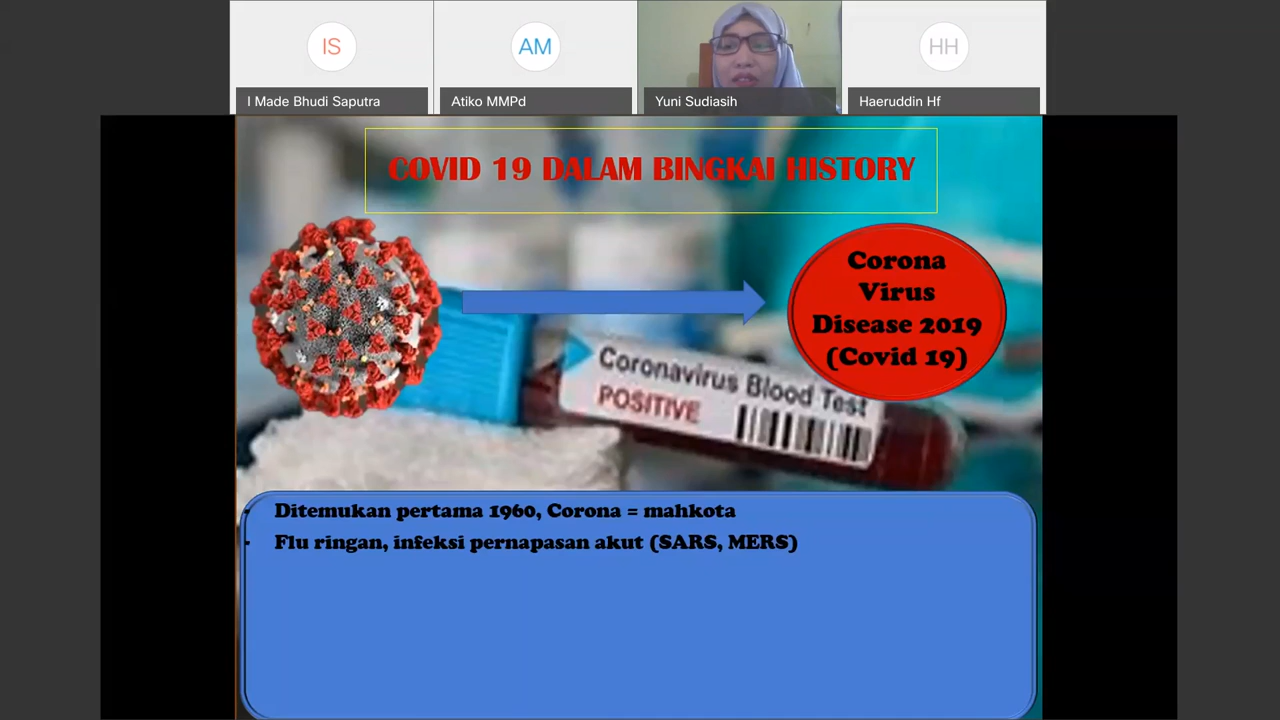 IS
AM
HH
I Made Bhudi Saputra
Atiko MMPd
Yuni Sudiasih
Haeruddin Hf
COVID 19 DALAM BINGKAI HISTORY
Corona
Virus
Disease 2019
(Covid 19)
Coronavirus Blood Test
POSITIVE
- Ditemukan pertama 1960, Corona = mahkota
- Flu ringan, infeksi pernapasan akut (SARS, MERS)